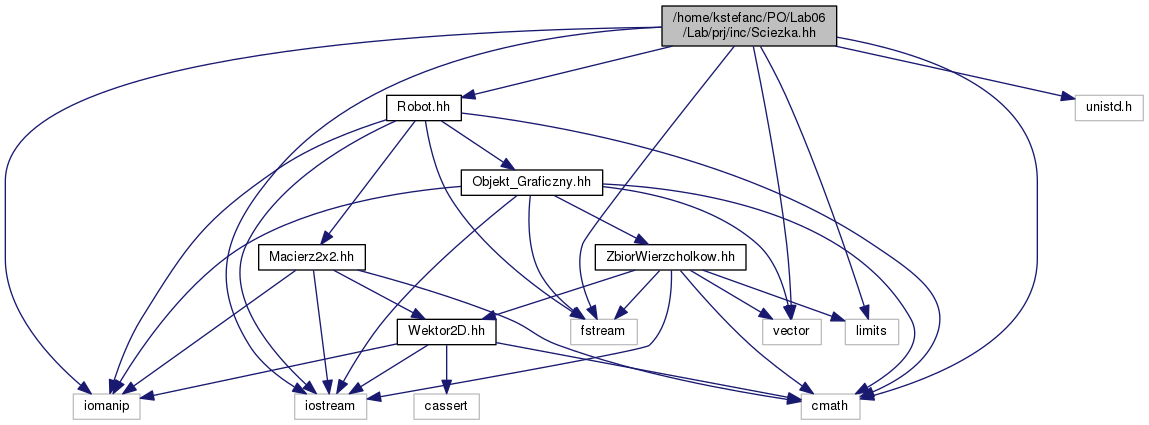 /home/kstefanc/PO/Lab06
/Lab/prj/inc/Sciezka.hh
Robot.hh
unistd.h
Objekt_Graficzny.hh
Macierz2x2.hh
ZbiorWierzcholkow.hh
Wektor2D.hh
fstream
vector
limits
iomanip
iostream
cassert
cmath